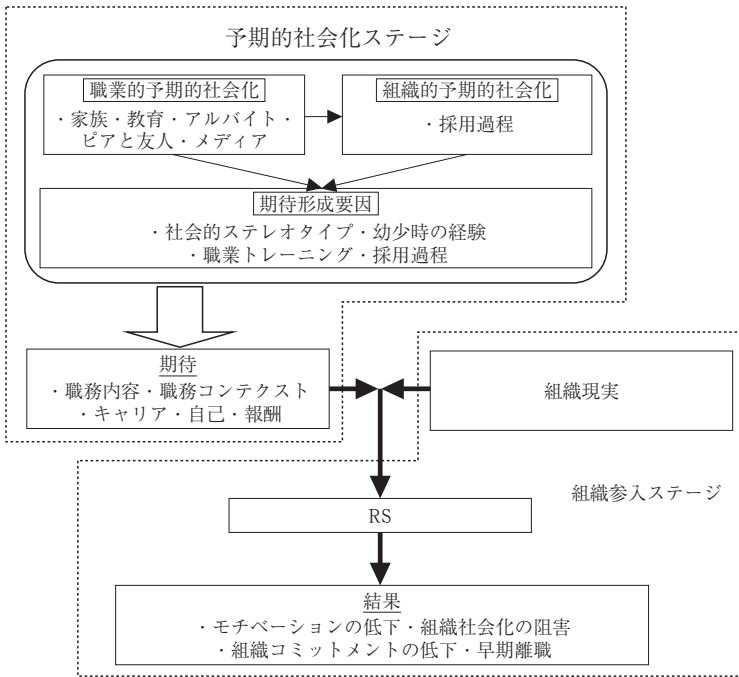 予期的社会化ステージ
職業的予期的社会化
・家族・教育・アルバイト・
ピアと友人・メディア
組織的予期的社会化
・採用過程
期待形成要因
・社会的ステレオタイプ・幼少時の経験
・職業トレーニング・採用過程
期待
・職務内容・職務コンテクスト
・キャリア・自己・報酬
組織現実
組織参入ステージ
RS
結果
・モチベーションの低下・組織社会化の阻害
・組織コミットメントの低下・早期離職